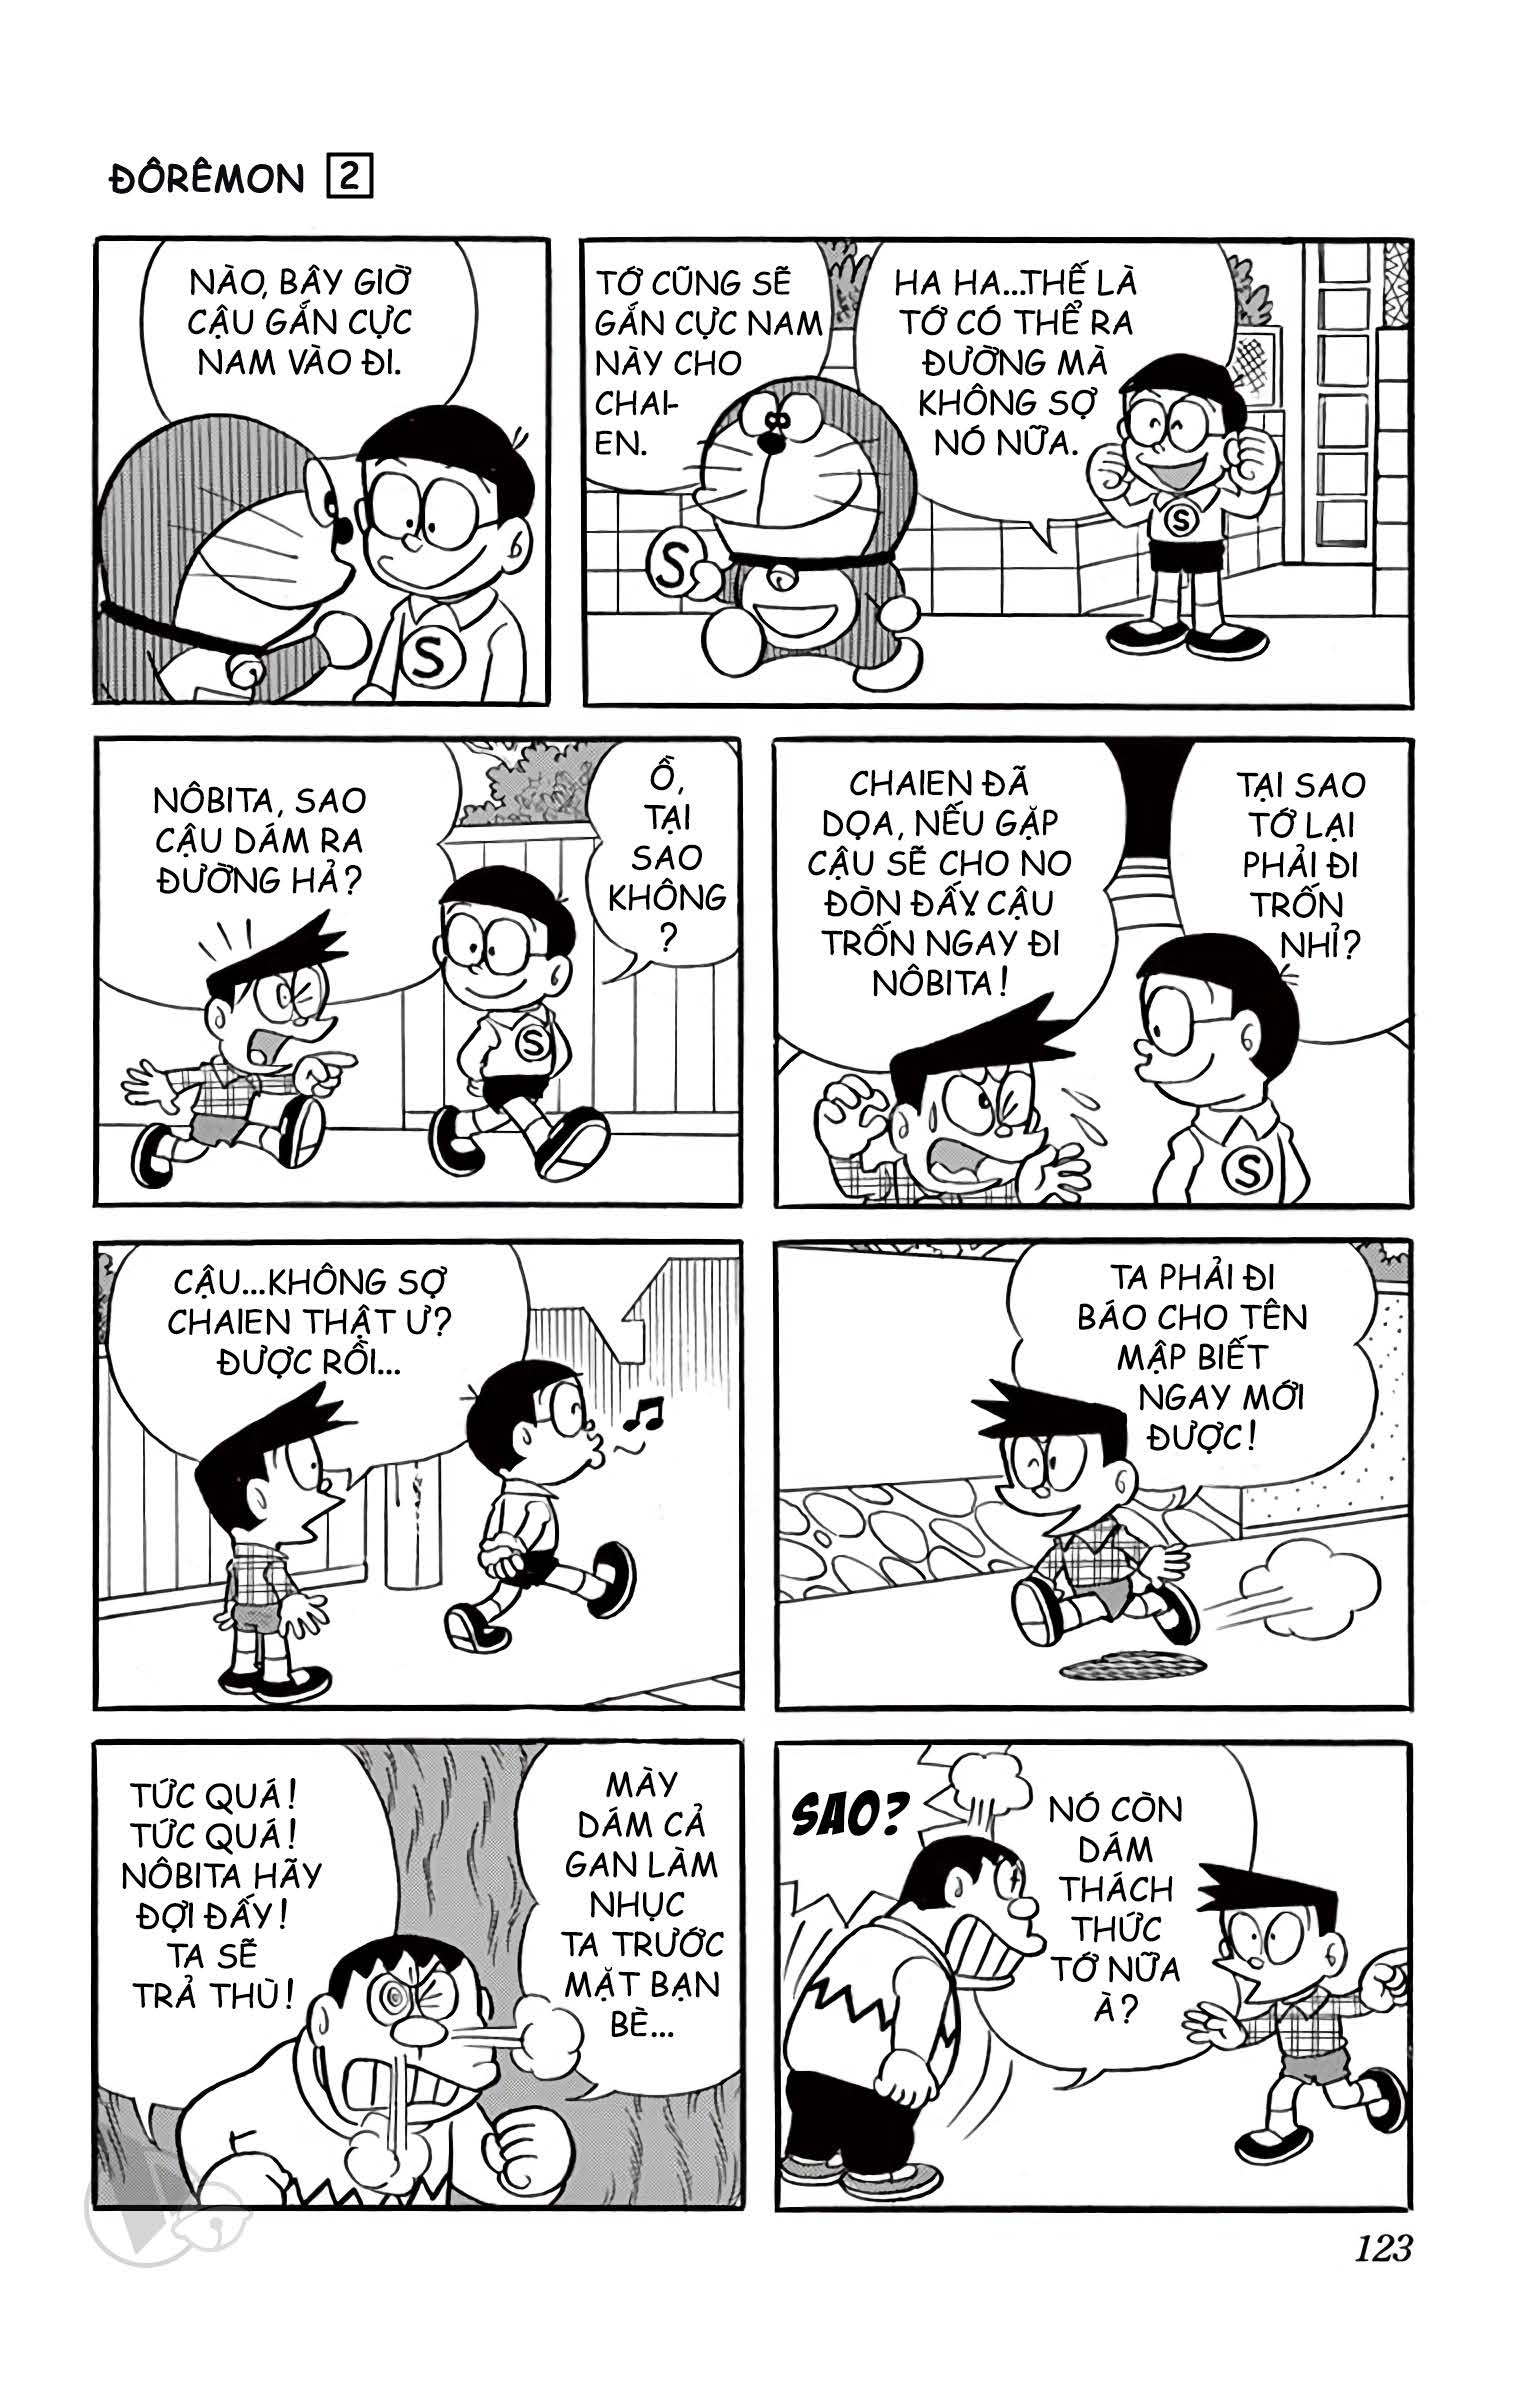 ĐÔRÊMON 2
NÀO, BÂY GIỜ
CẬU GẮN CỰC
NAM VÀO ĐI.
S
TỚ CŨNG SẼ
GẮN CỰC NAM
NÀY CHO
CHAI-
EN.
HA HA...THẾ LÀ
TỚ CÓ THỂ RA
ĐƯỜNG MÀ
KHÔNG SỢ
NÓ NỮA.
S
S
NÔBITA, SAO
CẬU DÁM RA
ĐƯỜNG HẢ?
Ồ,
TẠI
SAO
KHÔNG
?
S
CHAIEN ĐÃ
DỌA, NẾU GẶP
CẬU SẼ CHO NO
ĐÒN ĐẤY. CẬU
TRỐN NGAY ĐI
NÔBITA!
TẠI SAO
TỚ LẠI
PHẢI ĐI
TRỐN
NHỈ?
S
CẬU...KHÔNG SỢ
CHAIEN THẬT Ư?
ĐƯỢC RỒI...
TA PHẢI ĐI
BÁO CHO TÊN
MẬP BIẾT
NGAY MỚI
ĐƯỢC!
TỨC QUÁ!
TỨC QUÁ!
NÔBITA HÃY
ĐỢI ĐẤY!
TA SẼ
TRẢ THÙ!
MÀY
DÁM CẢ
GAN LÀM
NHỤC
TA TRƯỚC
MẶT BẠN
BÈ...
SAO?
NÓ CÒN
DÁM
THÁCH
THỨC
TỚ NỮA
À?
123